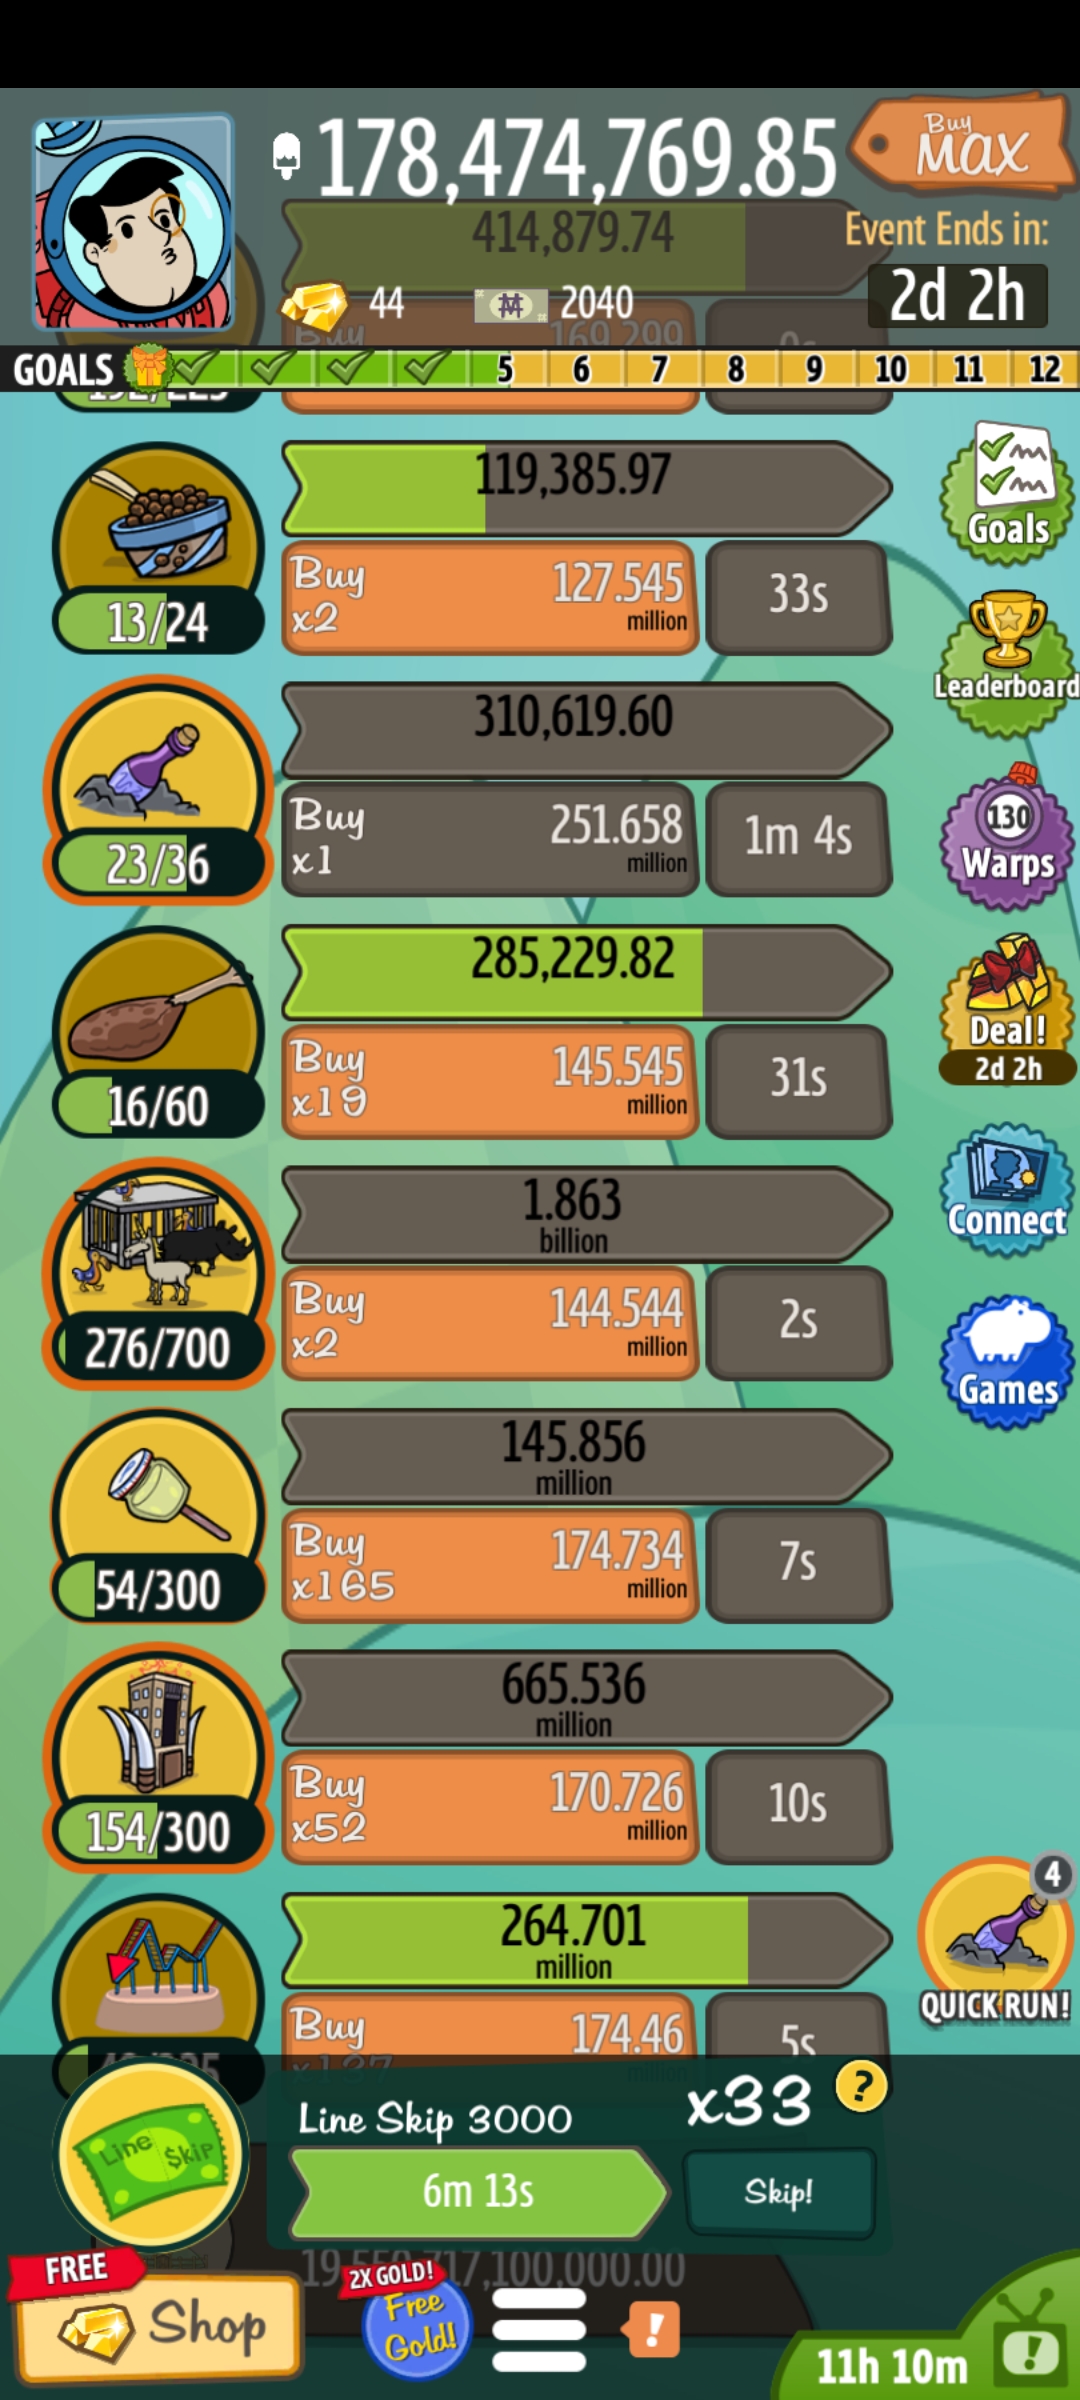 178,474,769.85
Buy
MAX
414,879.74
Event Ends in:
44
2040
2d 2h
Buy
169.299
0s
GOALS
5 6 7 8 9 10 11 12
119,385.97
Goals
Buy
x2
127.545
million
33s
13/24
Leaderboard
310,619.60
Buy
x1
251.658
million
1m 4s
23/36
130
Warps
285,229.82
Deal!
2d 2h
Buy
x19
145.545
million
31s
16/60
1.863
billion
Connect
Buy
x2
144.544
million
2s
276/700
Games
145.856
million
Buy
x165
174.734
million
7s
54/300
665.536
million
Buy
x52
170.726
million
10s
154/300
4
QUICK RUN!
264.701
million
Buy
x137
174.46
million
5s
Line Skip
Line Skip 3000
x33
?
6m 13s
Skip!
FREE
Shop
2X GOLD!
Free
Gold!
!
11h 10m
!